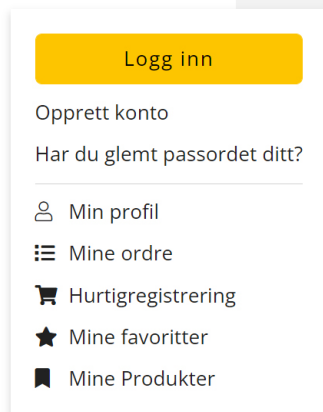 Logg inn
Opprett konto
Har du glemt passordet ditt?
Min profil
Mine ordre
Hurtigregistrering
Mine favoritter
Mine Produkter